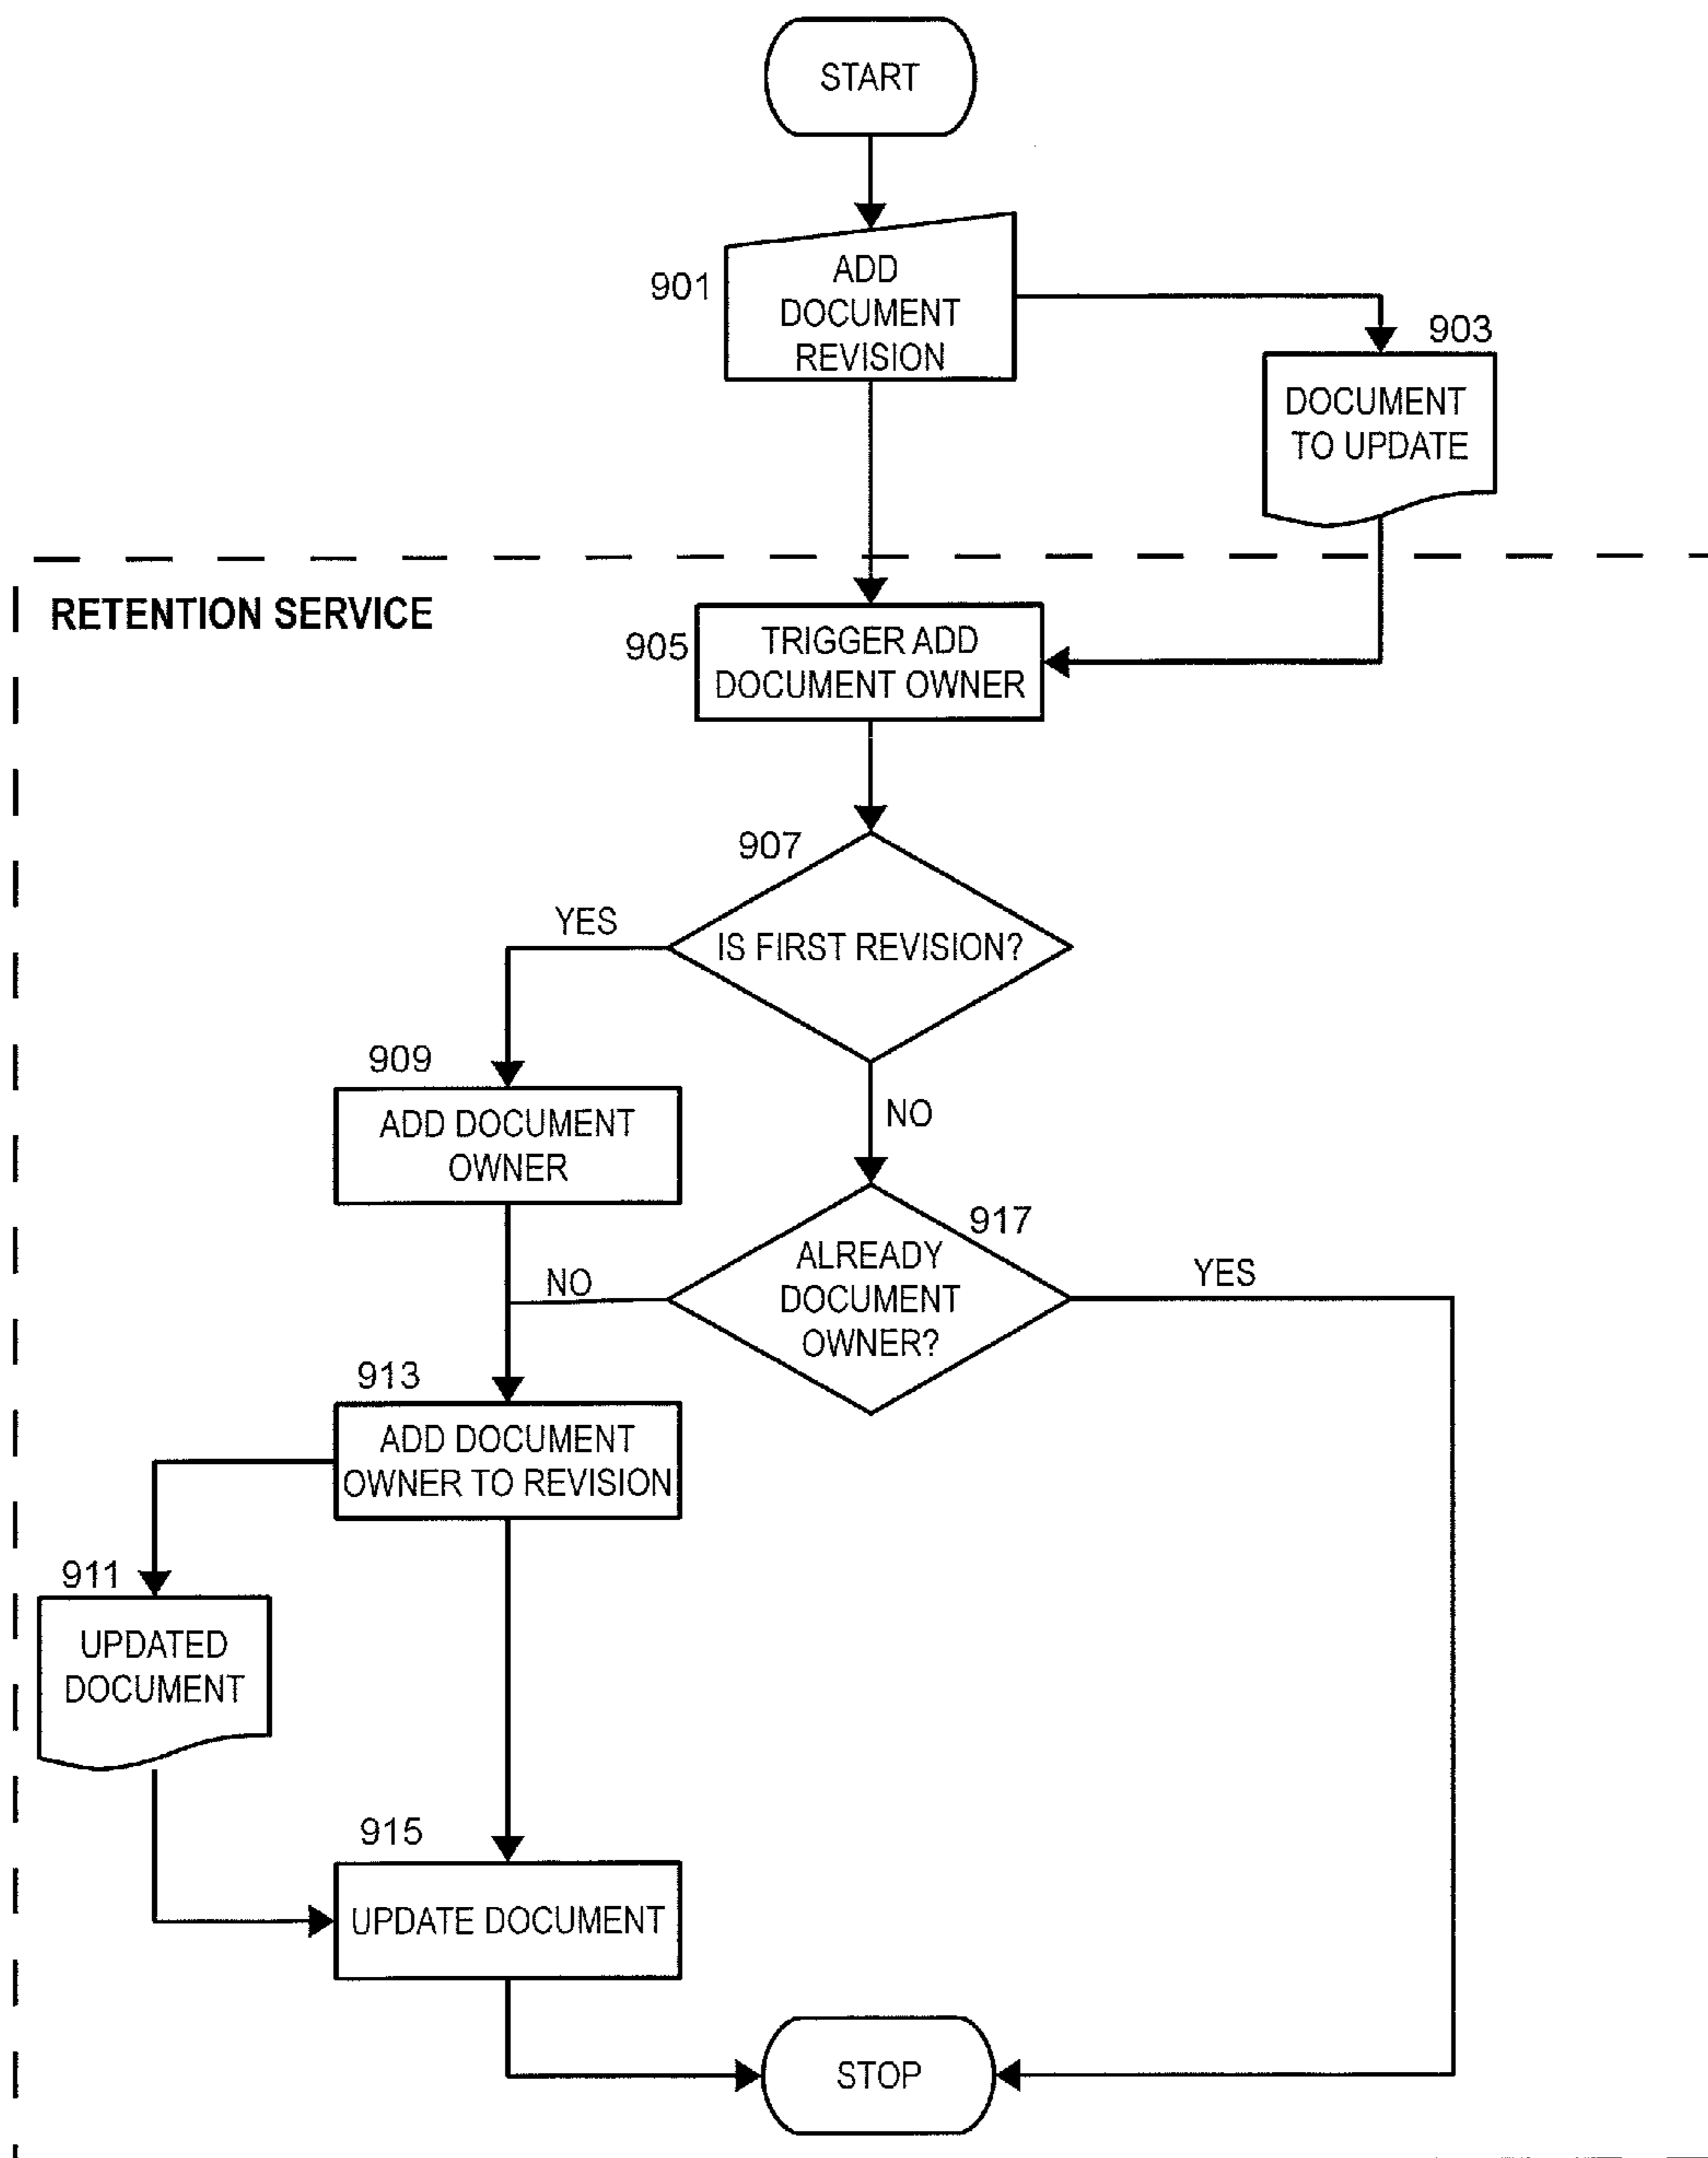 START
901
ADD
DOCUMENT
REVISION
903
DOCUMENT
TO UPDATE
RETENTION SERVICE
905
TRIGGER ADD
DOCUMENT OWNER
907
YES
IS FIRST REVISION?
909
ADD DOCUMENT
OWNER
NO
917
ALREADY
DOCUMENT
OWNER?
NO
YES
913
ADD DOCUMENT
OWNER TO REVISION
911
UPDATED
DOCUMENT
915
UPDATE DOCUMENT
STOP